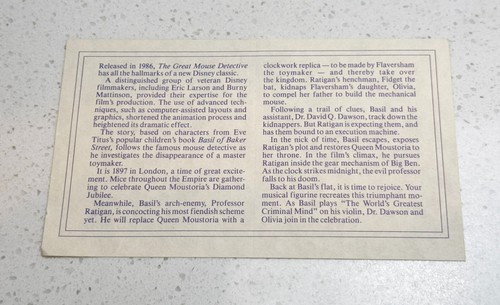 Released in 1986, The Great Mouse Detective
has all the hallmarks of a new Disney classic.
A distinguished group of veteran Disney
filmmakers, including Eric Larson and Burny
Mattinson, provided their expertise for the
film's production. The use of advanced tech-
niques, such as computer-assisted layouts and
graphics, shortened the animation process and
heightened its dramatic effect.
The story, based on characters from Eve
Titus's popular children's book Basil of Baker
Street, follows the famous mouse detective as
he investigates the disappearance of a master
toymaker.
It is 1897 in London, a time of great excite-
ment. Mice throughout the Empire are gather-
ing to celebrate Queen Moustoria's Diamond
Jubilee.
Meanwhile, Basil's arch-enemy, Professor
Ratigan, is concocting his most fiendish scheme
yet. He will replace Queen Moustoria with a
clockwork replica — to be made by Flaversham
the toymaker — and thereby take over
the kingdom. Ratigan's henchman, Fidget the
bat, kidnaps Flaversham's daughter, Olivia,
to compel her father to build the mechanical
mouse.
Following a trail of clues, Basil and his
assistant, Dr. David Q. Dawson, track down the
kidnappers. But Ratigan is expecting them, and
has them bound to an execution machine.
In the nick of time, Basil escapes, exposes
Ratigan's plot and restores Queen Moustoria to
her throne. In the film's climax, he pursues
Ratigan inside the gear mechanism of Big Ben.
As the clock strikes midnight, the evil professor
falls to his doom.
Back at Basil's flat, it is time to rejoice. Your
musical figurine recreates this triumphant mo-
ment. As Basil plays "The World's Greatest
Criminal Mind" on his violin, Dr. Dawson and
Olivia join in the celebration.